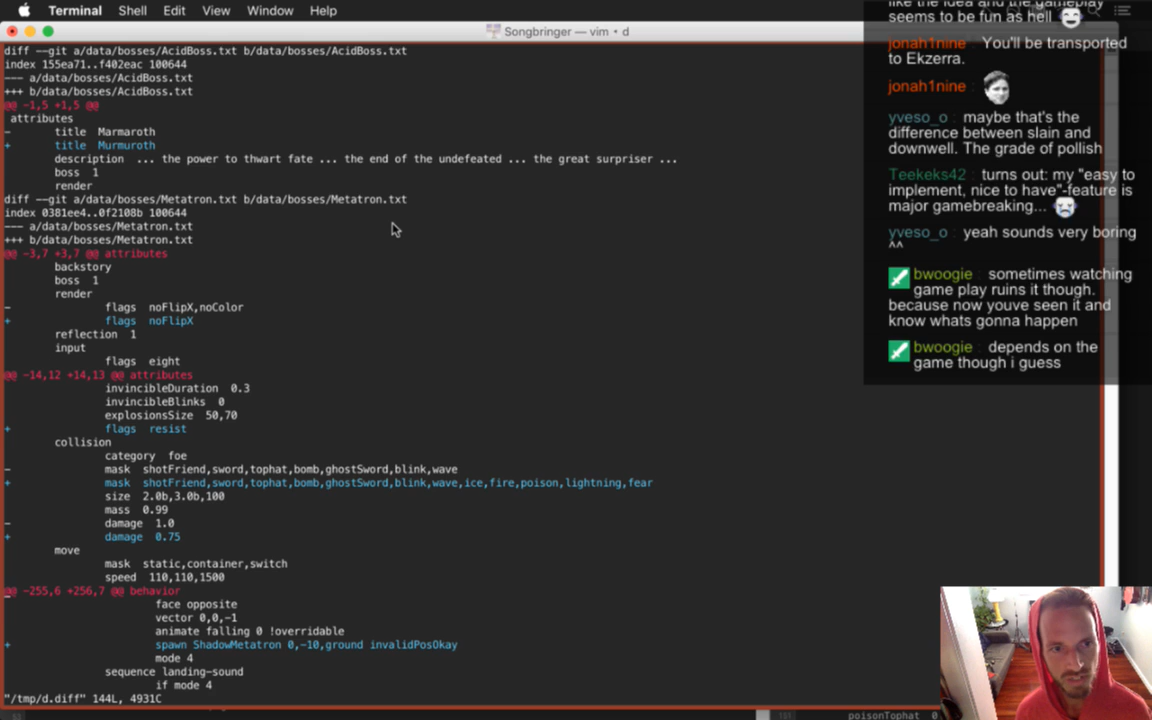 Terminal Shell Edit View Window Help
Songbringer — vim • d
diff --git a/data/bosses/AcidBoss.txt b/data/bosses/AcidBoss.txt
index 155ea71..f402eac 100644
--- a/data/bosses/AcidBoss.txt
+++ b/data/bosses/AcidBoss.txt
@@ -1,5 +1,5 @@
attributes
- title Marmaroth
+ title Murmuroth
description ... the power to thwart fate ... the end of the undefeated ... the great surpriser ...
boss 1
render
diff --git a/data/bosses/Metatron.txt b/data/bosses/Metatron.txt
index 0381ee4..0f2108b 100644
--- a/data/bosses/Metatron.txt
+++ b/data/bosses/Metatron.txt
@@ -3,7 +3,7 @@ attributes
backstory
boss 1
render
- flags noFlipX,noColor
+ flags noFlipX
reflection 1
input
flags eight
@@ -14,12 +14,13 @@ attributes
invincibleDuration 0.3
invincibleBlinks 0
explosionsSize 50,70
+ flags resist
collision
category foe
- mask shotFriend,sword,tophat,bomb,ghostSword,blink,wave
+ mask shotFriend,sword,tophat,bomb,ghostSword,blink,wave,ice,fire,poison,lightning,fear
size 2.0b,3.0b,100
mass 0.99
- damage 1.0
+ damage 0.75
move
mask static,container,switch
speed 110,110,1500
@@ -255,6 +256,7 @@ behavior
face opposite
vector 0,0,-1
animate falling 0 !overridable
+ spawn ShadowMetatron 0,-10,ground invalidPosOkay
mode 4
sequence landing-sound
if mode 4
"/tmp/d.diff" 144L, 4931C
like the idea and the gameplay
seems to be fun as hell
jonah1nine : You'll be transported
to Ekzerra.
jonah1nine :
yveso_o : maybe that's the
difference between slain and
downwell. The grade of pollish
Teekeks42 : turns out: my "easy to
implement, nice to have"-feature is
major gamebreaking...
yveso_o : yeah sounds very boring
^^
bwoogie : sometimes watching
game play ruins it though.
because now youve seen it and
know whats gonna happen
bwoogie : depends on the
game though i guess
poisonTophat 0